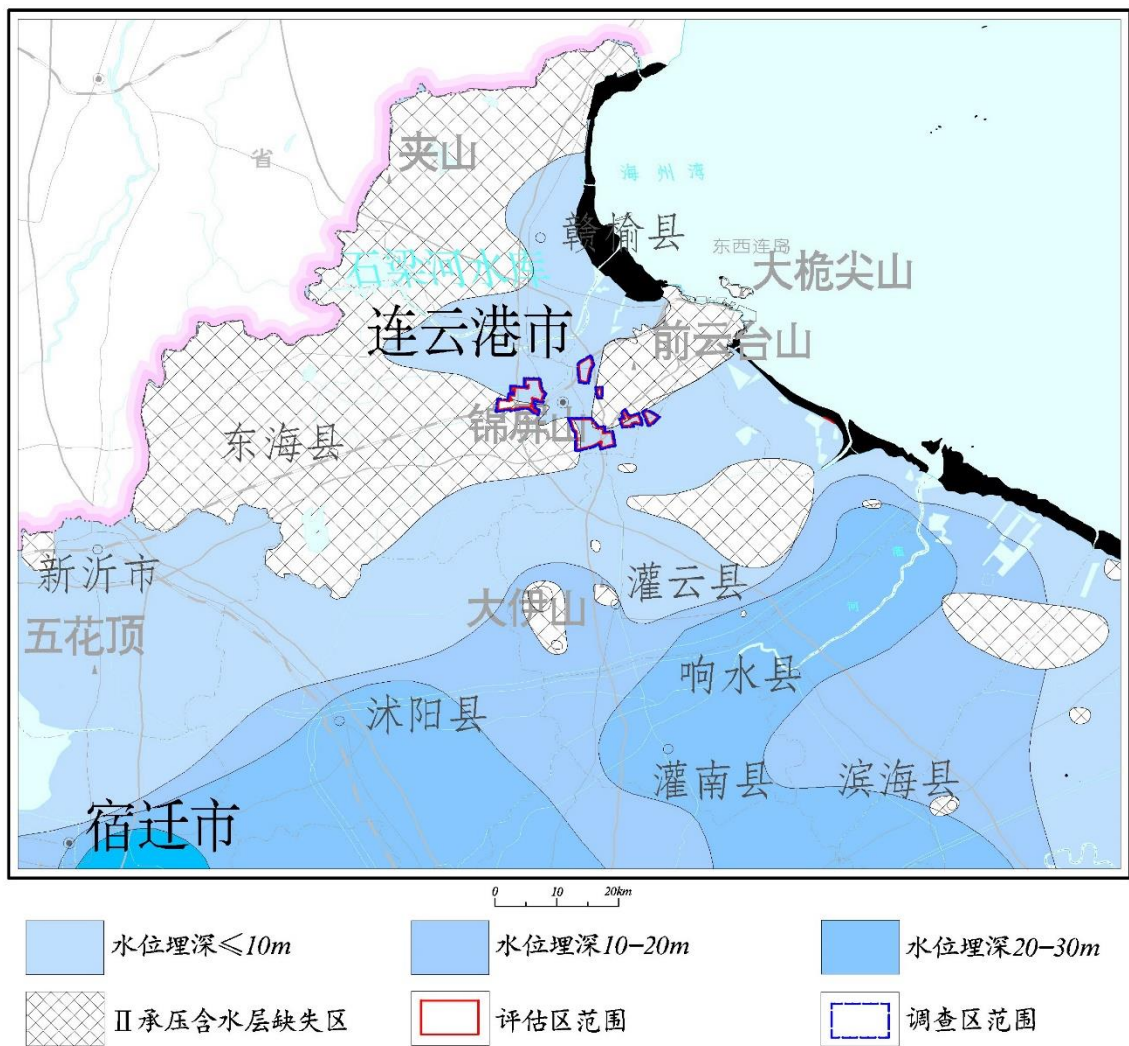 夹山
省
海州湾
赣榆县
东西连岛
大桅尖山
石梁河水库
连云港市
前云台山
锦屏山
东海县
新沂市
灌
大伊山
灌云县
五花顶
河
响水县
沭阳县
灌南县
滨海县
宿迁市
0 10 20km
水位埋深≤10m
水位埋深10-20m
水位埋深20-30m
Ⅱ承压含水层缺失区
评估区范围
调查区范围